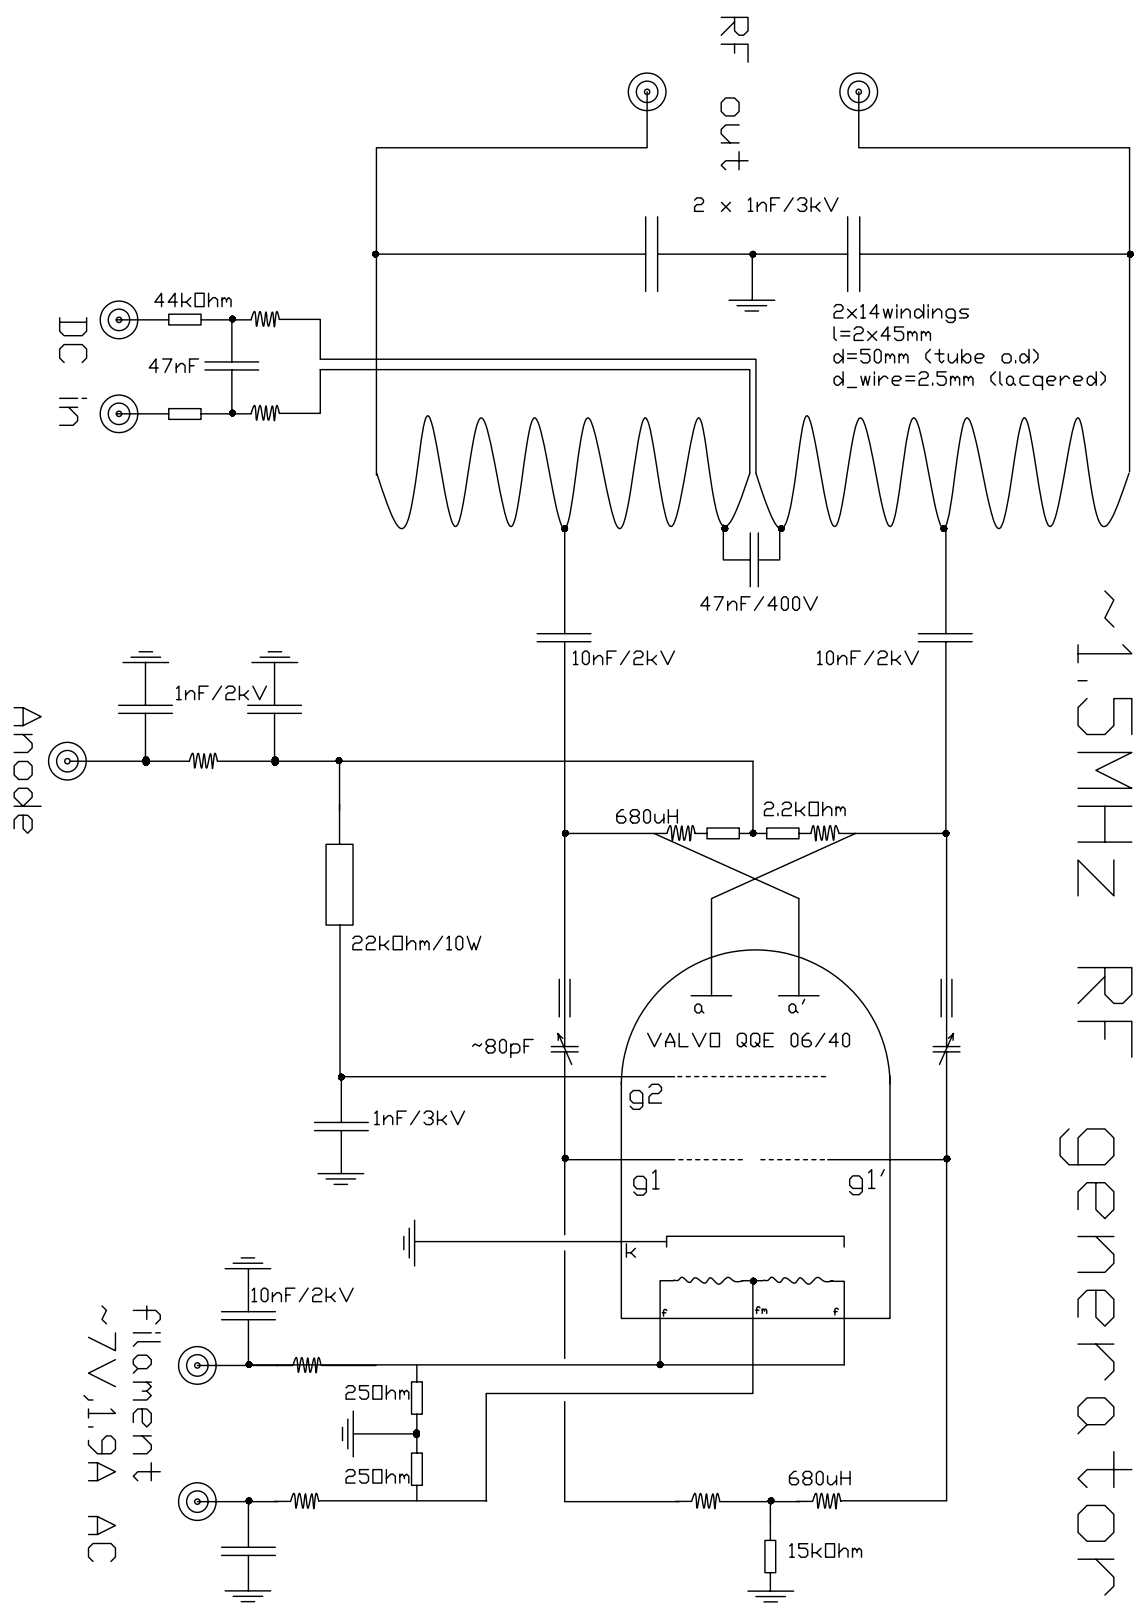 RF out
2 x 1nF/3kV
2x14windings
l=2x45mm
d=50mm (tube o.d)
d_wire=2.5mm (lacqered)
44kOhm
47nF
DC in
47nF/400V
10nF/2kV
10nF/2kV
~1.5MHZ RF generator
1nF/2kV
Anode
680uH
2.2kOhm
22kOhm/10W
a
a'
VALVO QQE 06/40
~80pF
g2
1nF/3kV
g1
g1'
k
10nF/2kV
f
fm
f
filament
~7V,1.9A AC
25Ohm
25Ohm
680uH
15kOhm